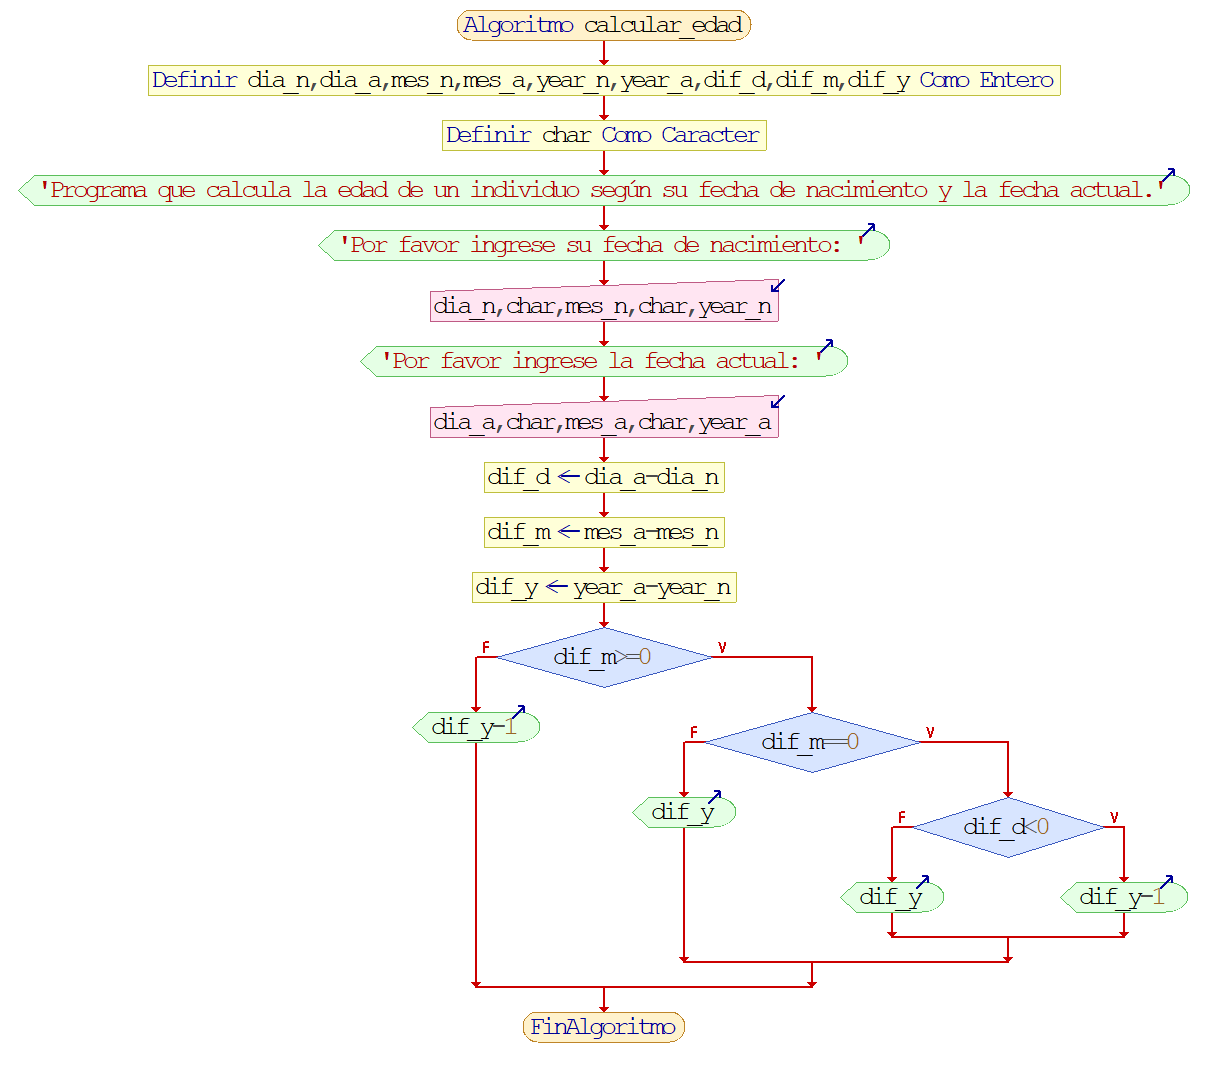 Algoritmo calcular_edad
Definir dia_n,dia_a,mes_n,mes_a,year_n,year_a,dif_d,dif_m,dif_y Como Entero
Definir char Como Caracter
'Programa que calcula la edad de un individuo según su fecha de nacimiento y la fecha actual.'
'Por favor ingrese su fecha de nacimiento: '
dia_n,char,mes_n,char,year_n
'Por favor ingrese la fecha actual: '
dia_a,char,mes_a,char,year_a
dif_d ← dia_a-dia_n
dif_m ← mes_a-mes_n
dif_y ← year_a-year_n
F
V
dif_m>=0
dif_y-1
F
V
dif_m==0
dif_y
F
V
dif_d<0
dif_y
dif_y-1
FinAlgoritmo